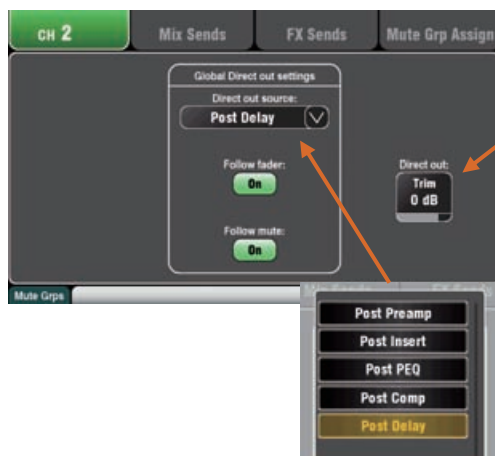 CH 2
Mix Sends
FX Sends
Mute Grp Assign
Global Direct out settings
Direct out source:
Post Delay
Follow fader:
On
Follow mute:
On
Direct out:
Trim
0 dB
Mute Grps
Post Preamp
Post Insert
Post PEQ
Post Comp
Post Delay